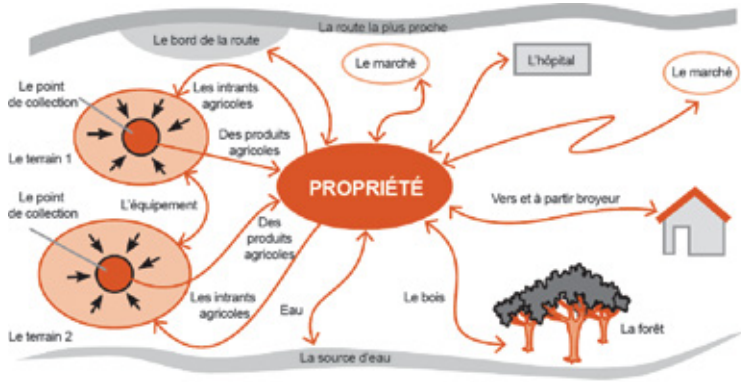 La route la plus proche
Le bord de la route
Le marché
L'hôpital
Le marché
Le point
de collection
Les intrants
agricoles
Des produits
agricoles
Le terrain 1
PROPRIÉTÉ
Le point
de collection
L'équipement
Vers et à partir broyeur
Des
produits
agricoles
Les intrants
agricoles
Eau
Le bois
La forêt
Le terrain 2
La source d'eau